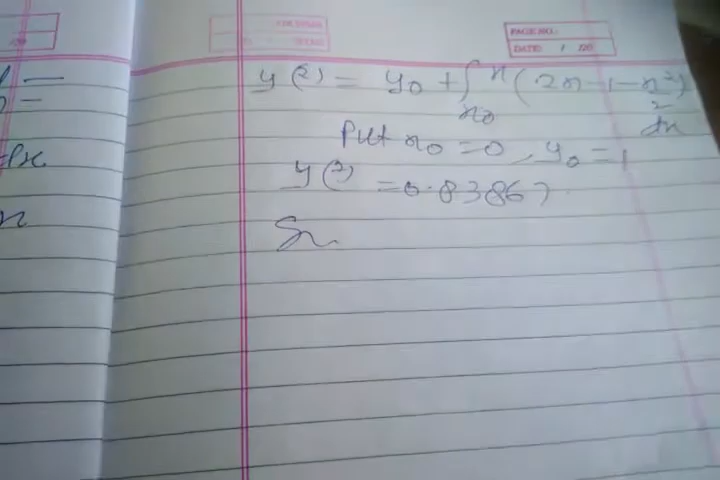 PAGE NO.:
DATE: / /20
y(2) = y0 + ∫ x0 x (2x - 1 - x²/2) dx
Put x0 = 0, y0 = 1
y(2) = 0.83867